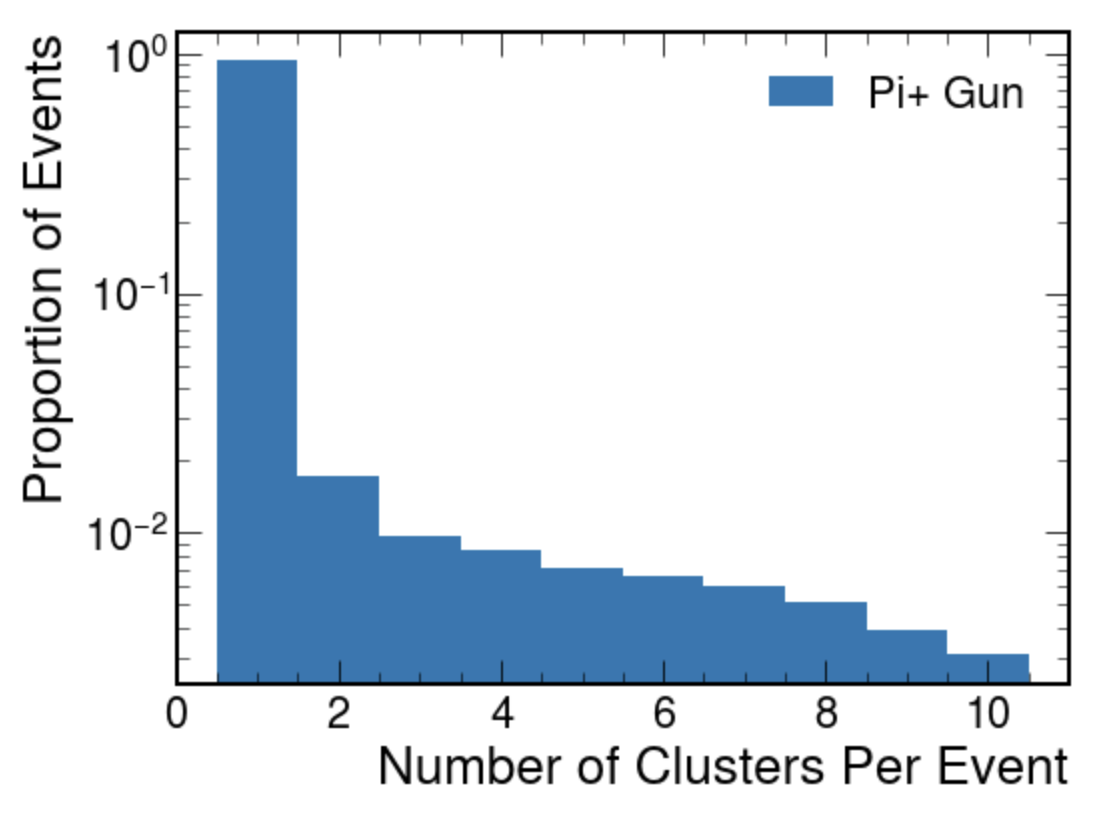 Proportion of Events
10⁰
10⁻¹
10⁻²
Pi+ Gun
0 2 4 6 8 10
Number of Clusters Per Event